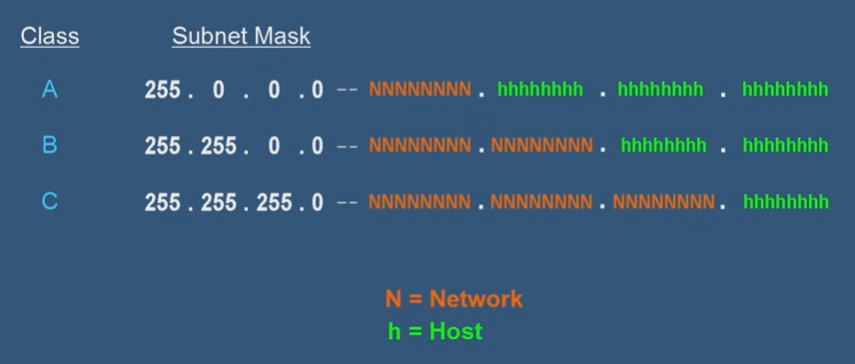 Class Subnet Mask
A 255 . 0 . 0 . 0 -- NNNNNNNN . hhhhhhhh . hhhhhhhh . hhhhhhhh
B 255 . 255 . 0 . 0 -- NNNNNNNN . NNNNNNNN . hhhhhhhh . hhhhhhhh
C 255 . 255 . 255 . 0 -- NNNNNNNN . NNNNNNNN . NNNNNNNN . hhhhhhhh
N = Network
h = Host